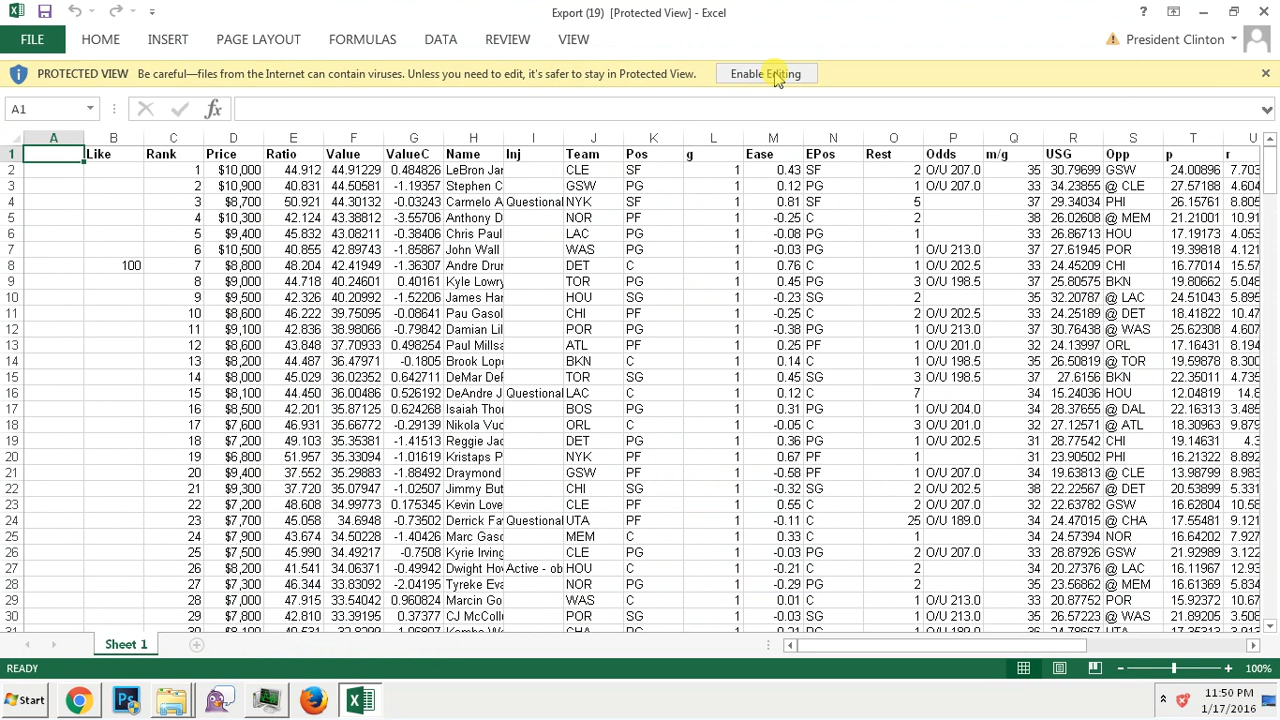 Export (19) [Protected View] - Excel
FILE HOME INSERT PAGE LAYOUT FORMULAS DATA REVIEW VIEW President Clinton
PROTECTED VIEW Be careful—files from the Internet can contain viruses. Unless you need to edit, it's safer to stay in Protected View. Enable Editing
A1
A B C D E F G H I J K L M N O P Q R S T U
1 Like Rank Price Ratio Value ValueC Name Inj Team Pos g Ease EPos Rest Odds m/g USG Opp p r
2 1 $10,000 44.912 44.91229 0.484826 LeBron Jar CLE SF 1 0.43 SF 2 O/U 207.0 35 30.79699 GSW 24.00896 7.703
3 2 $10,900 40.831 44.50581 -1.19357 Stephen C GSW PG 1 0.12 PG 1 O/U 207.0 34 34.23855 @ CLE 27.57188 4.604
4 3 $8,700 50.921 44.30132 -0.03243 Carmelo A Questional NYK SF 1 0.81 SF 5 37 29.34034 PHI 26.15761 8.805
5 4 $10,300 42.124 43.38812 -3.55706 Anthony D NOR PF 1 -0.25 C 2 38 26.02608 @ MEM 21.21001 10.91
6 5 $9,400 45.832 43.08211 -0.38406 Chris Paul LAC PG 1 -0.08 PG 1 37 26.86713 HOU 17.17919 4.053
7 6 $10,500 40.855 42.89743 -1.85867 John Wall WAS PG 1 -0.03 PG 1 O/U 213.0 37 27.61945 POR 19.39818 4.121
8 100 7 $8,800 48.204 42.41949 -1.36307 Andre Drur DET C 1 0.76 C 1 O/U 202.5 34 24.45209 CHI 16.77014 15.57
9 8 $9,000 44.718 40.24601 0.40161 Kyle Lowry TOR PG 1 0.45 PG 3 O/U 198.5 37 25.80575 BKN 19.80662 5.048
10 9 $9,500 42.326 40.20992 -1.52206 James Har HOU SG 1 -0.23 SG 2 35 32.20787 @ LAC 24.51043 5.895
11 10 $8,600 46.222 39.75095 -0.08641 Pau Gasol CHI PF 1 -0.25 C 2 O/U 202.5 34 24.25189 @ DET 18.41822 10.47
12 11 $9,100 42.836 38.98066 -0.79842 Damian Lil POR PG 1 -0.38 PG 1 O/U 213.0 31 30.76438 @ WAS 25.62308 4.607
13 12 $8,600 43.848 37.70933 0.498254 Paul Millsa ATL PF 1 0.25 PF 2 O/U 201.0 32 24.13997 ORL 17.41626 8.194
14 13 $8,200 44.487 36.47971 -0.1805 Brook Lope BKN C 1 0.14 C 1 O/U 198.5 33 26.50819 @ TOR 19.59878 8.300
15 14 $8,000 45.029 36.02352 0.642711 DeMar DeF TOR SG 1 0.45 SG 3 O/U 198.5 37 27.6156 BKN 22.35011 4.735
16 15 $8,100 44.450 36.00486 0.526192 DeAndre J Questional LAC C 1 0.12 C 7 34 15.24036 HOU 12.04819 14.8
17 16 $8,500 42.201 35.87125 0.624268 Isaiah Thor BOS PG 1 0.31 PG 1 O/U 204.0 34 28.37655 @ DAL 22.16313 3.485
18 17 $7,600 46.931 35.66772 -0.29139 Nikola Vuc ORL C 1 -0.05 C 3 O/U 201.0 32 27.12571 @ ATL 18.30963 9.879
19 18 $7,200 49.103 35.35381 -1.41513 Reggie Jac DET PG 1 0.36 PG 1 O/U 202.5 31 28.77542 CHI 19.14631 4.3
20 19 $6,800 51.957 35.33094 -1.01619 Kristaps P NYK PF 1 0.67 PF 1 31 23.90653 PHI 16.21322 8.892
21 20 $9,400 37.552 35.29883 -1.88492 Draymond GSW PF 1 -0.58 PF 1 O/U 207.0 34 19.63813 @ CLE 13.98799 8.983
22 21 $9,300 37.720 35.07947 -1.02507 Jimmy But CHI SG 1 -0.32 SG 2 O/U 202.5 38 22.22567 @ DET 20.53801 5.331
23 22 $7,200 48.608 34.99773 0.175345 Kevin Love CLE PF 1 0.55 C 2 O/U 207.0 32 22.63782 GSW 16.62804 10.58
24 23 $7,700 45.058 34.6948 -0.73502 Derrick Fa Questional UTA PF 1 -0.11 C 25 O/U 189.0 34 24.47015 @ CHA 17.55481 9.121
25 24 $7,900 43.674 34.50228 -1.40406 Marc Gaso MEM C 1 0.33 C 1 34 24.57394 NOR 16.64202 7.927
26 25 $7,500 45.990 34.49291 -0.7508 Kyrie Irving CLE PG 1 -0.03 PG 2 O/U 207.0 33 28.87926 GSW 21.92989 3.122
27 26 $8,200 41.541 34.06371 -0.49942 Dwight Ho Active - ob HOU C 1 -0.21 C 2 33 20.27376 @ LAC 16.11967 12.93
28 27 $7,300 46.344 33.83092 -2.04195 Tyreke Eva NOR PG 1 -0.29 PG 2 34 23.56862 @ MEM 16.61369 5.834
29 28 $7,000 47.915 33.54042 0.960824 Marcin Go WAS C 1 0.01 C 1 O/U 213.0 34 20.87752 POR 15.92372 10.67
30 29 $7,000 47.708 33.39195 0.37377 CJ McColl POR SG 1 -0.03 SG 1 O/U 213.0 35 26.57303 @ WAS 21.89205 3.505
Sheet 1
READY 100%
Start 11:50 PM
1/17/2016